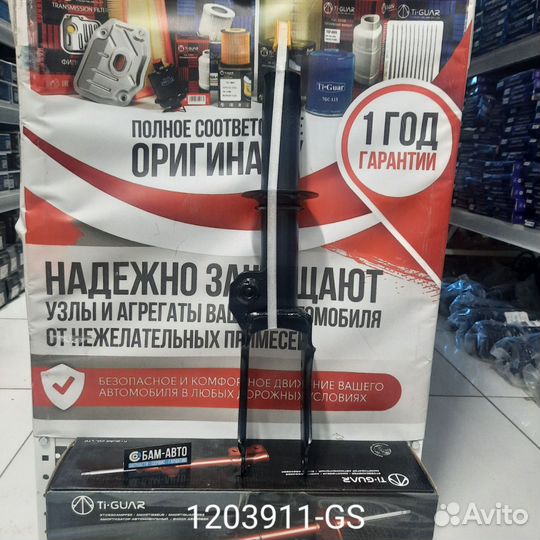 TRANSMISSION FILTER
Ti-GUAR
Ti-GUAR
Ti-Guar
ПОЛНОЕ СООТВЕТС
ОРИГИНА
1 ГОД
ГАРАНТИИ
НАДЕЖНО ЗА ЩАЮТ
УЗЛЫ И АГРЕГАТЫ ВА ОМОБИЛЯ
ОТ НЕЖЕЛАТЕЛЬНЫХ ПРИМЕСЕЙ
БЕЗОПАСНОЕ И КОМФОРТНОЕ ДВИЖЕНИЕ ВАШЕГО
АВТОМОБИЛЯ В ЛЮБЫХ ДОРОЖНЫХ УСЛОВИЯХ
БАМ-АВТО
Ti-GUAR
Ti-GUAR
1203911-GS
Avito